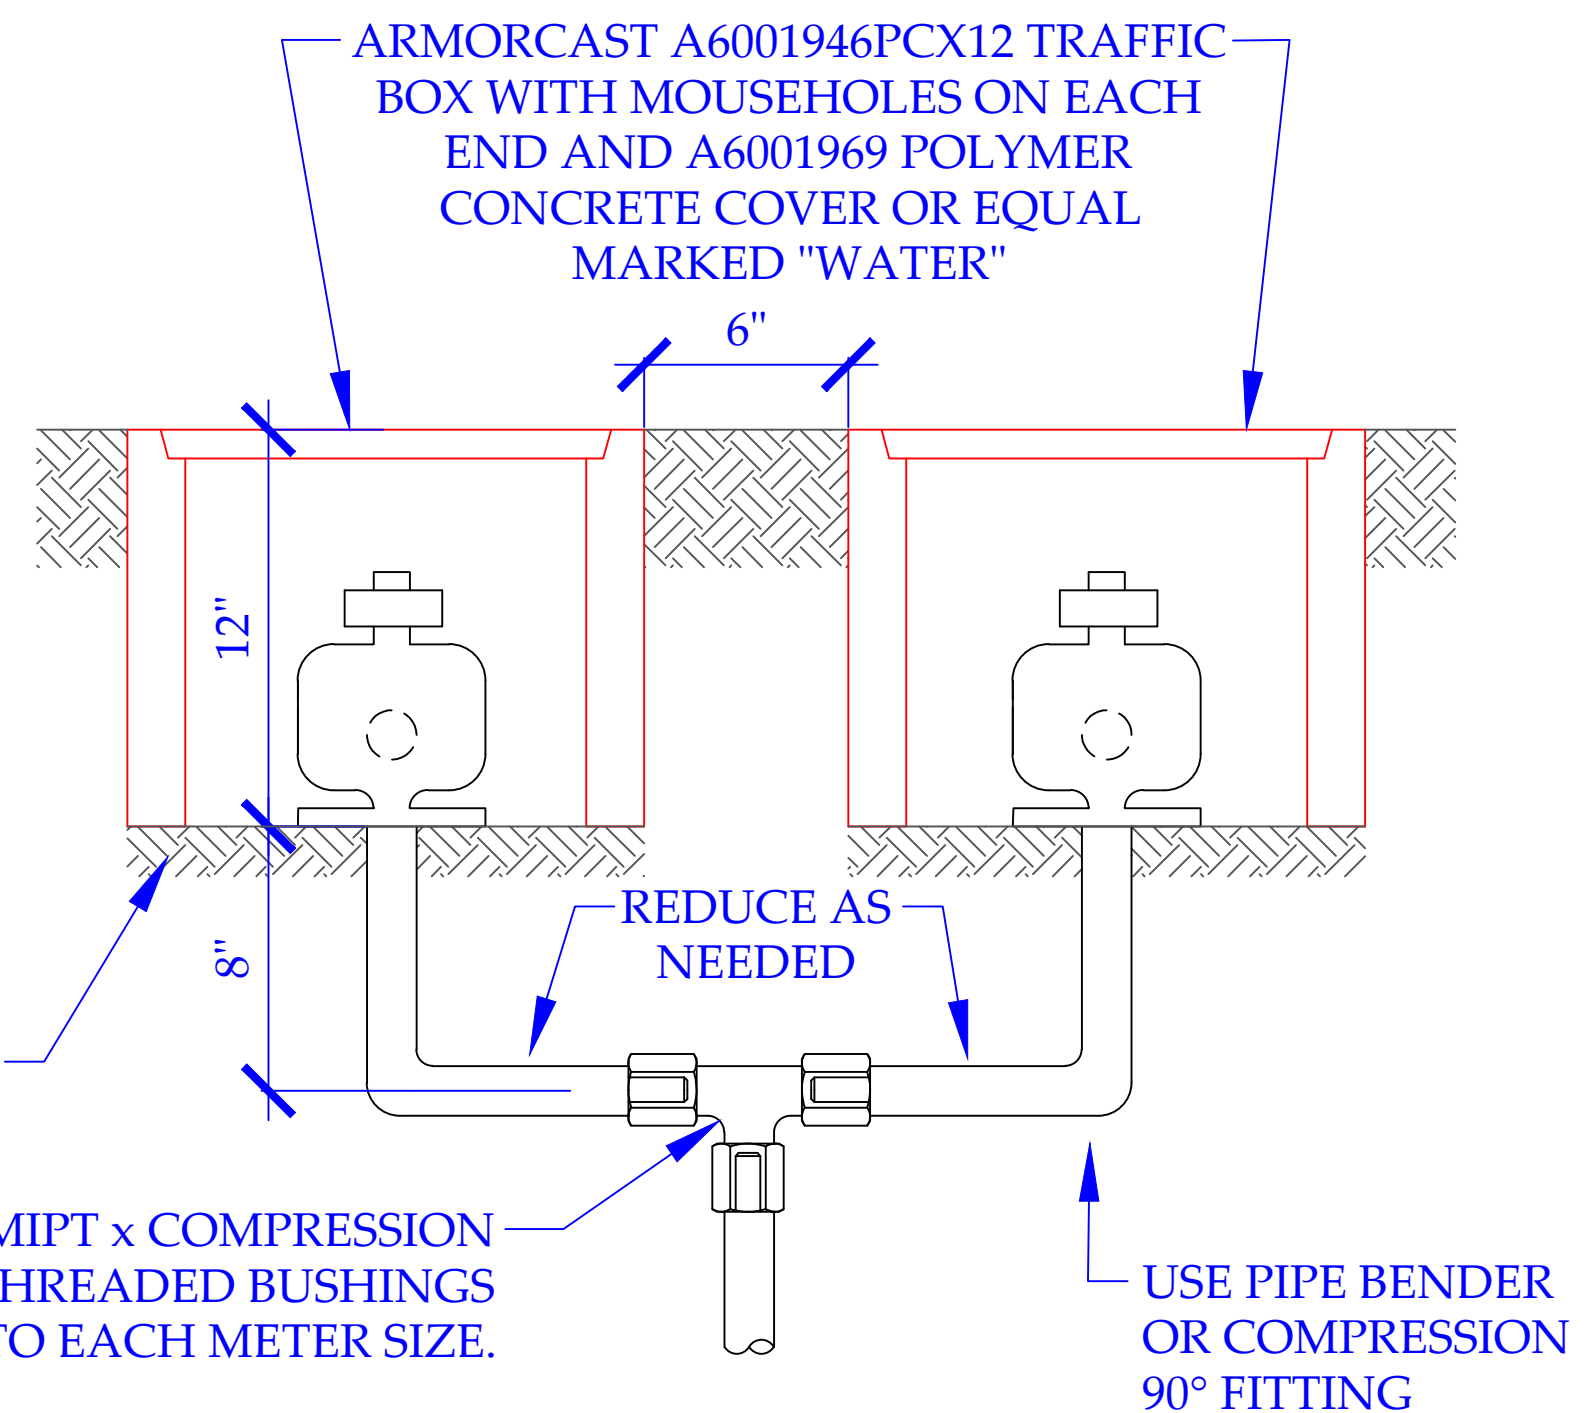 ARMORCAST A6001946PCX12 TRAFFIC
BOX WITH MOUSEHOLES ON EACH
END AND A6001969 POLYMER
CONCRETE COVER OR EQUAL
MARKED "WATER"
6"
12"
8"
REDUCE AS
NEEDED
MIPT x COMPRESSION
HREADED BUSHINGS
TO EACH METER SIZE.
USE PIPE BENDER
OR COMPRESSION
90° FITTING